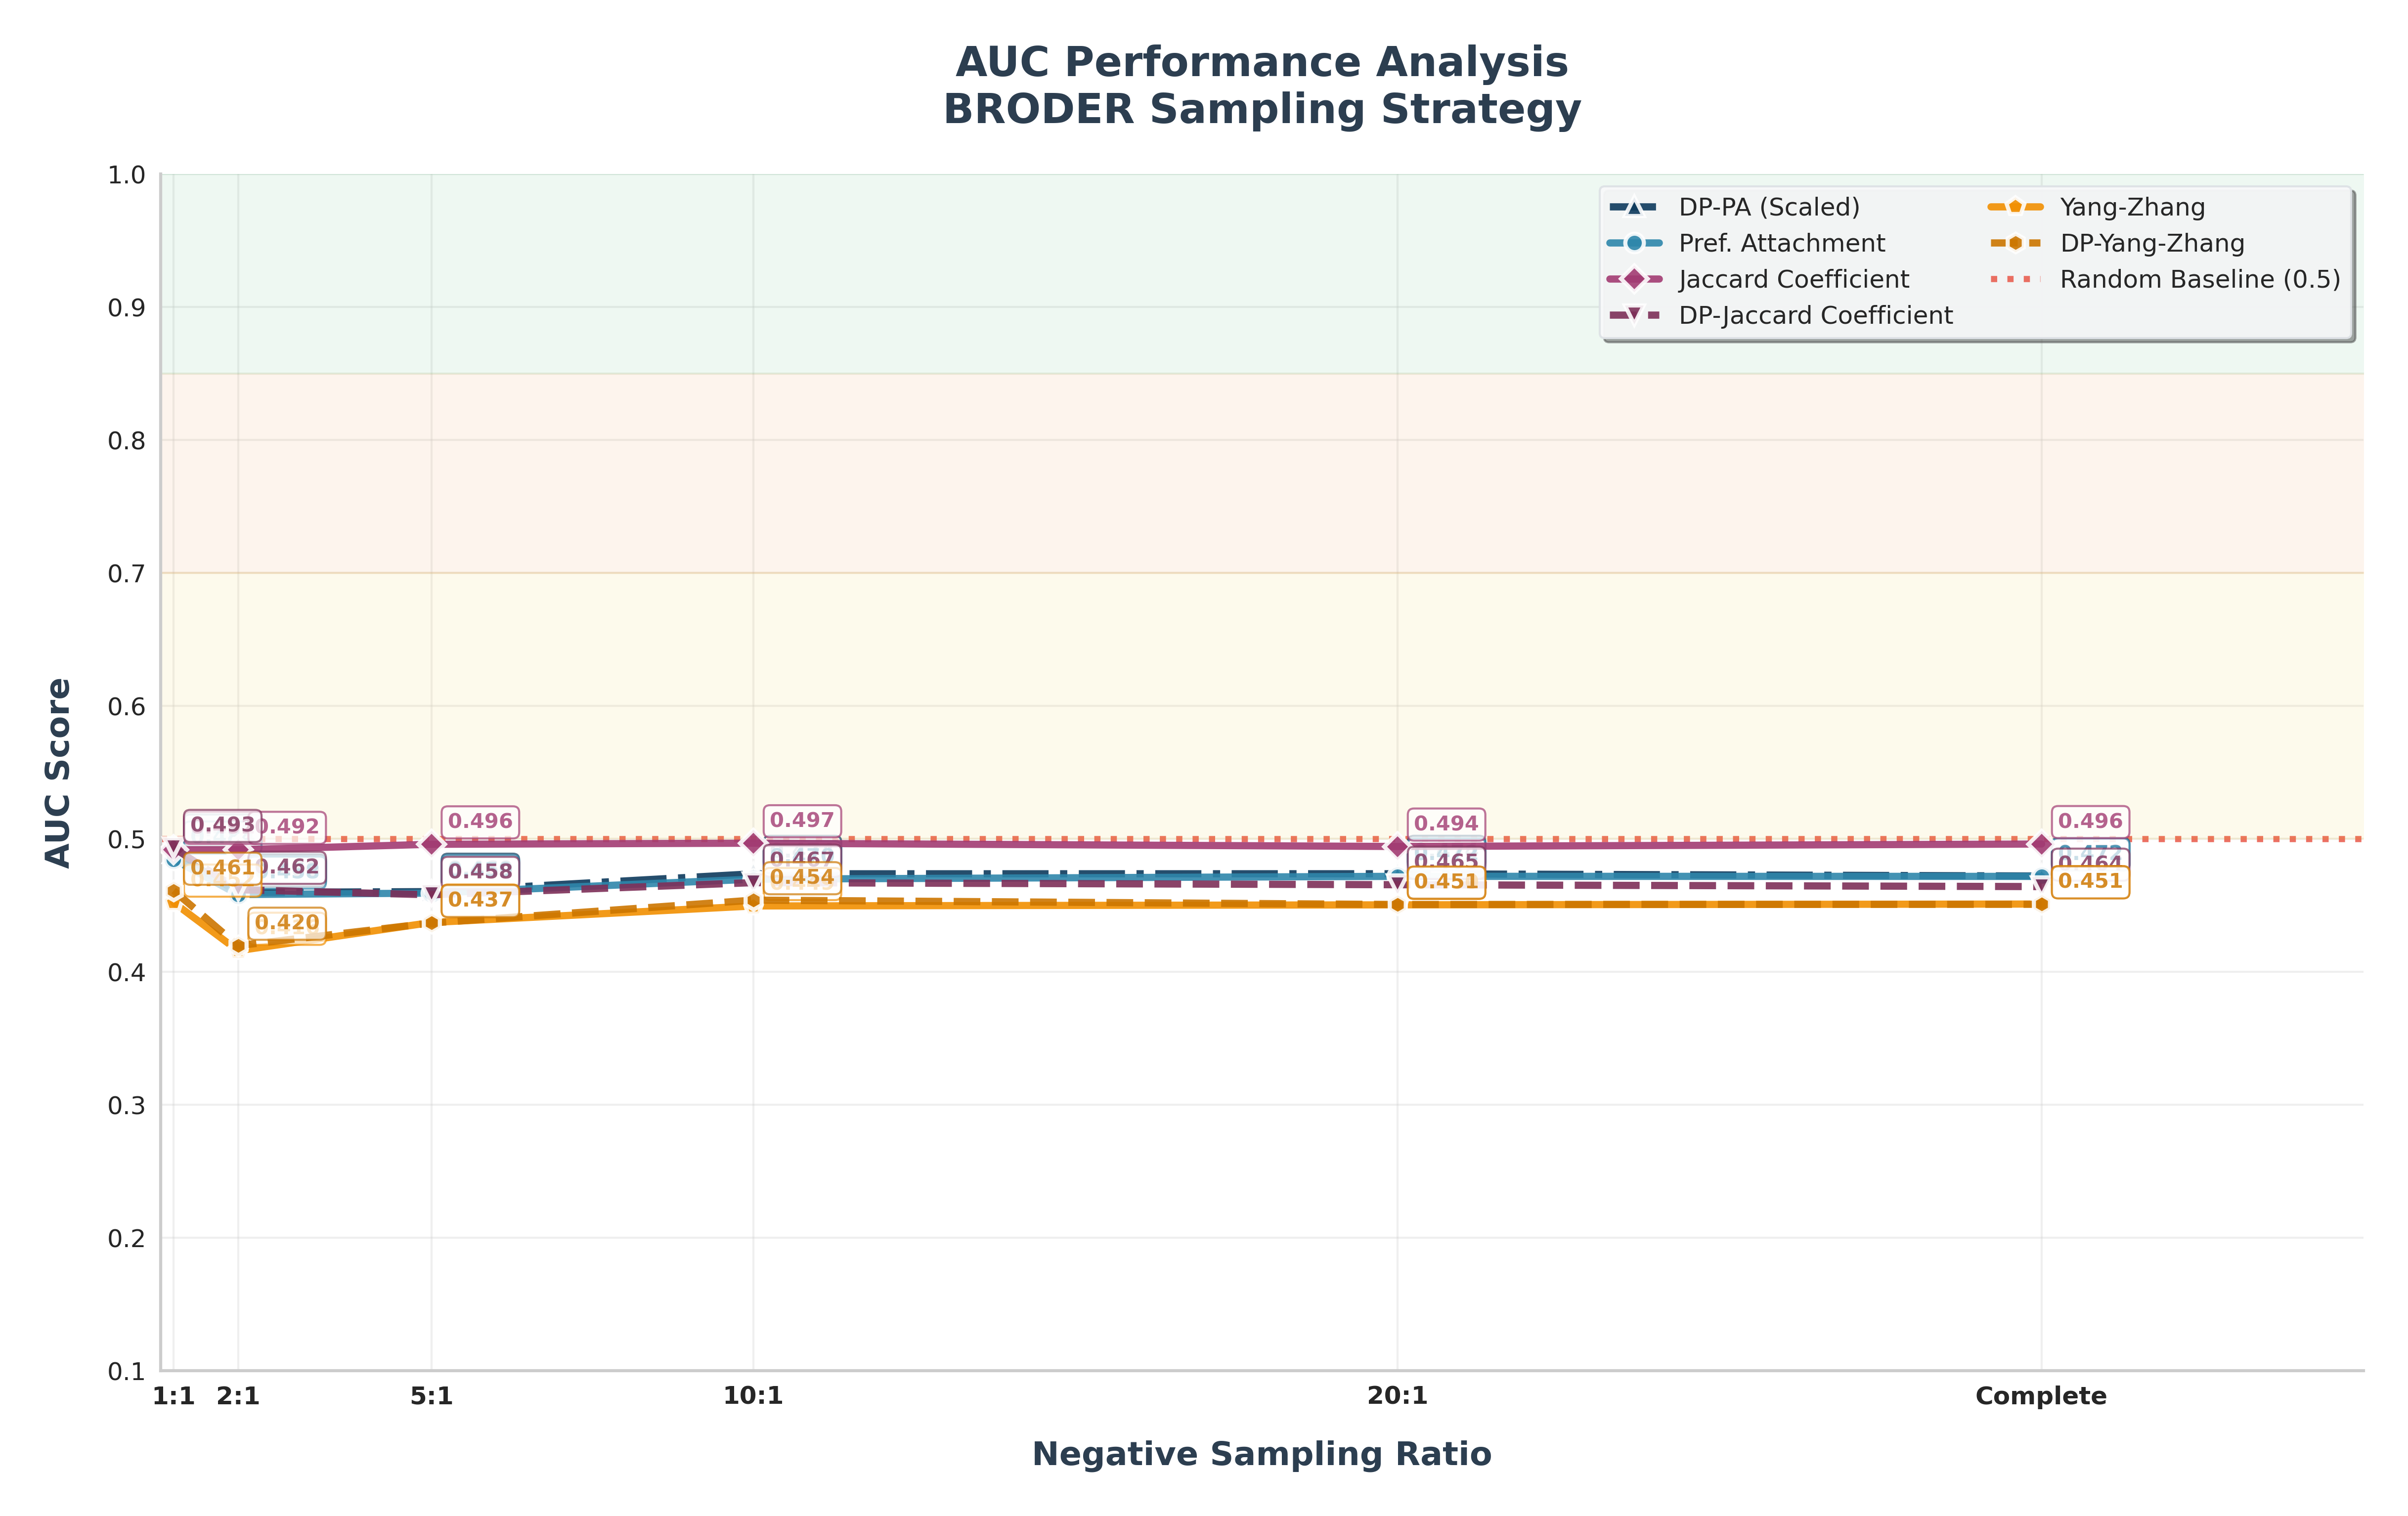 AUC Performance Analysis
BRODER Sampling Strategy
DP-PA (Scaled)
Pref. Attachment
Jaccard Coefficient
DP-Jaccard Coefficient
Yang-Zhang
DP-Yang-Zhang
Random Baseline (0.5)
AUC Score
1.0
0.9
0.8
0.7
0.6
0.5
0.4
0.3
0.2
0.1
0.493
0.492
0.496
0.497
0.494
0.496
0.461
0.462
0.458
0.467
0.465
0.464
0.420
0.437
0.454
0.451
0.451
1:1
2:1
5:1
10:1
20:1
Complete
Negative Sampling Ratio